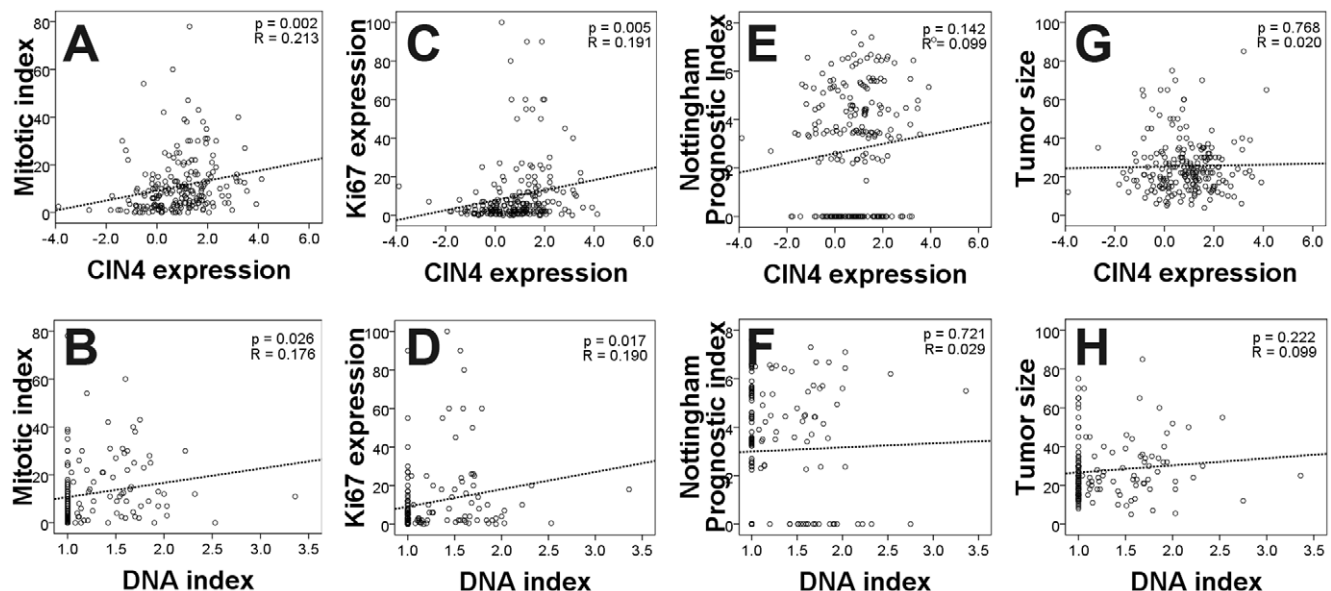 A
p = 0.002
R = 0.213
Mitotic index
80
60
40
20
0
-4.0 -2.0 0.0 2.0 4.0 6.0
CIN4 expression
C
p = 0.005
R = 0.191
Ki67 expression
100
80
60
40
20
0
-4.0 -2.0 0.0 2.0 4.0 6.0
CIN4 expression
E
p = 0.142
R = 0.099
Nottingham
Prognostic Index
8
6
4
2
0
-4.0 -2.0 0.0 2.0 4.0 6.0
CIN4 expression
G
p = 0.768
R = 0.020
Tumor size
100
80
60
40
20
0
-4.0 -2.0 0.0 2.0 4.0 6.0
CIN4 expression
B
p = 0.026
R = 0.176
Mitotic index
80
60
40
20
0
1.0 1.5 2.0 2.5 3.0 3.5
DNA index
D
p = 0.017
R = 0.190
Ki67 expression
100
80
60
40
20
0
1.0 1.5 2.0 2.5 3.0 3.5
DNA index
F
p = 0.721
R= 0.029
Nottingham
Prognostic index
8
6
4
2
0
1.0 1.5 2.0 2.5 3.0 3.5
DNA index
H
p = 0.222
R = 0.099
Tumor size
100
80
60
40
20
0
1.0 1.5 2.0 2.5 3.0 3.5
DNA index